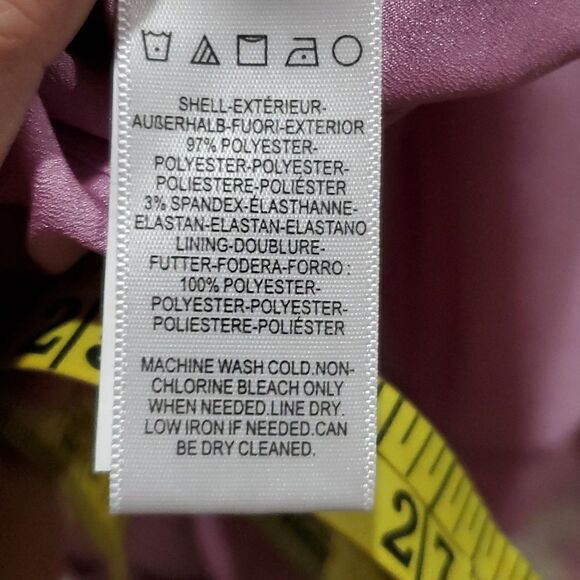 SHELL-EXTÉRIEUR-
AUßERHALB-FUORI-EXTERIOR
97% POLYESTER-
POLYESTER-POLYESTER-
POLIESTERE-POLIÉSTER
3% SPANDEX-ÉLASTHANNE-
ELASTAN-ELASTAN-ELASTANO
LINING-DOUBLURE-
FUTTER-FODERA-FORRO :
100% POLYESTER-
POLYESTER-POLYESTER-
POLIESTERE-POLIÉSTER
MACHINE WASH COLD.NON-
CHLORINE BLEACH ONLY
WHEN NEEDED.LINE DRY.
LOW IRON IF NEEDED.CAN
BE DRY CLEANED.
2
27